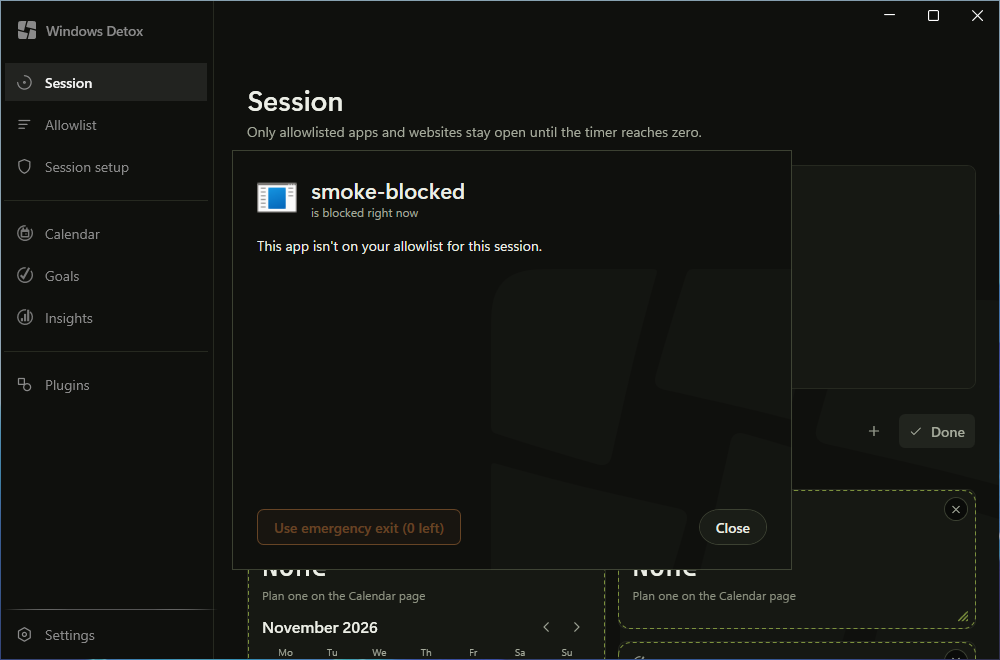 Windows Detox
Session
Allowlist
Session setup
Calendar
Goals
Insights
Plugins
Settings
Session
Only allowlisted apps and websites stay open until the timer reaches zero.
smoke-blocked
is blocked right now
This app isn't on your allowlist for this session.
Use emergency exit (0 left)
Close
Done
None
Plan one on the Calendar page
None
Plan one on the Calendar page
November 2026
Mo Tu We Th Fr Sa Su